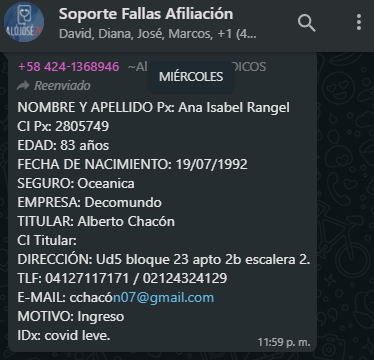 Soporte Fallas Afiliación
David, Diana, José, Marcos, +1 (4...
ALÓJOSÉ
+58 424-1368946 ~Al DICOS
MIÉRCOLES
Reenviado
NOMBRE Y APELLIDO Px: Ana Isabel Rangel
CI Px: 2805749
EDAD: 83 años
FECHA DE NACIMIENTO: 19/07/1992
SEGURO: Oceanica
EMPRESA: Decomundo
TITULAR: Alberto Chacón
CI Titular:
DIRECCIÓN: Ud5 bloque 23 apto 2b escalera 2.
TLF: 04127117171 / 02124324129
E-MAIL: cchacón07@gmail.com
MOTIVO: Ingreso
IDx: covid leve.
11:59 p. m.